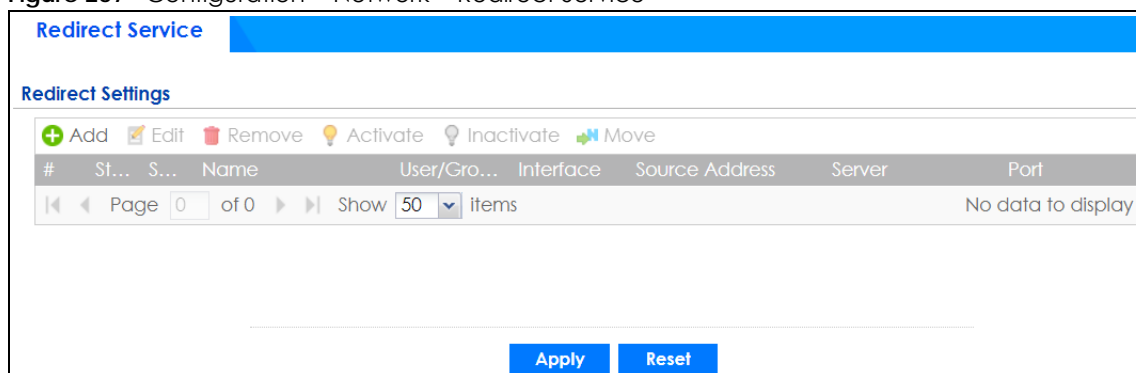 Redirect Service
Redirect Settings
Add Edit Remove Activate Inactivate Move
# St... S... Name User/Gro... Interface Source Address Server Port
Page 0 of 0 Show 50 items No data to display
Apply Reset